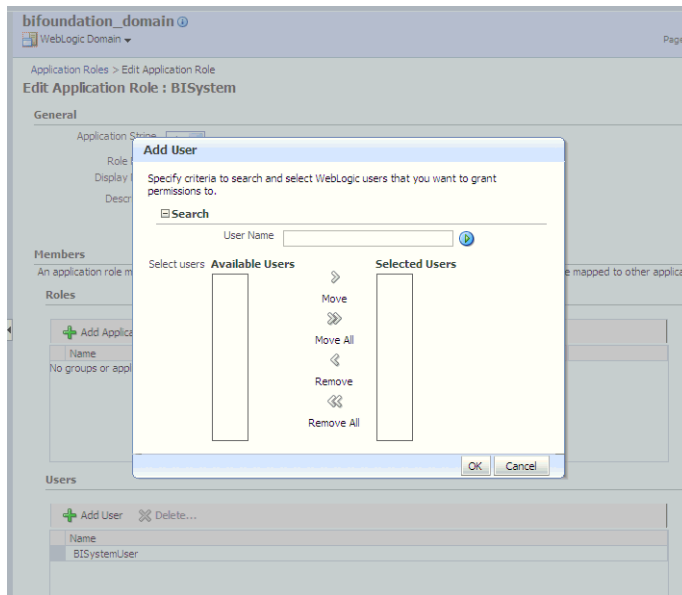 bifoundation_domain
WebLogic Domain
Page
Application Roles > Edit Application Role
Edit Application Role : BISystem
General
Application Stripe
Role
Display
Descr
Members
An application role m
e mapped to other applica
Roles
Add Applica
Name
No groups or appl
Users
Add User Delete...
Name
BISystemUser
Add User
Specify criteria to search and select WebLogic users that you want to grant
permissions to.
Search
User Name
Select users Available Users Selected Users
Move
Move All
Remove
Remove All
OK Cancel